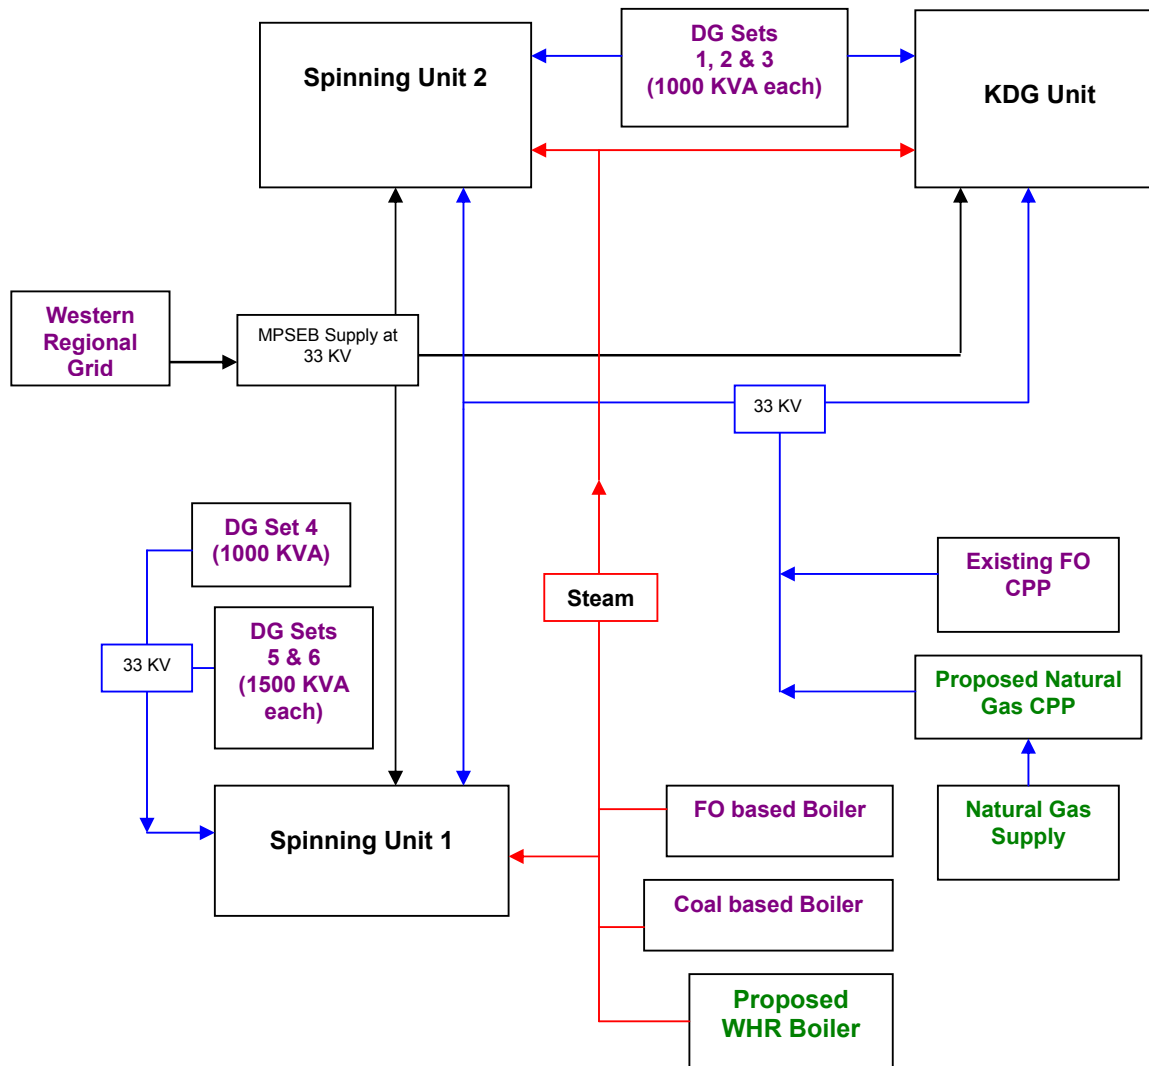 DG Sets
1, 2 & 3
(1000 KVA each)
Spinning Unit 2
KDG Unit
Western
Regional
Grid
MPSEB Supply at
33 KV
33 KV
DG Set 4
(1000 KVA)
Existing FO
CPP
Steam
DG Sets
5 & 6
(1500 KVA
each)
33 KV
Proposed Natural
Gas CPP
FO based Boiler
Natural Gas
Supply
Spinning Unit 1
Coal based Boiler
Proposed
WHR Boiler